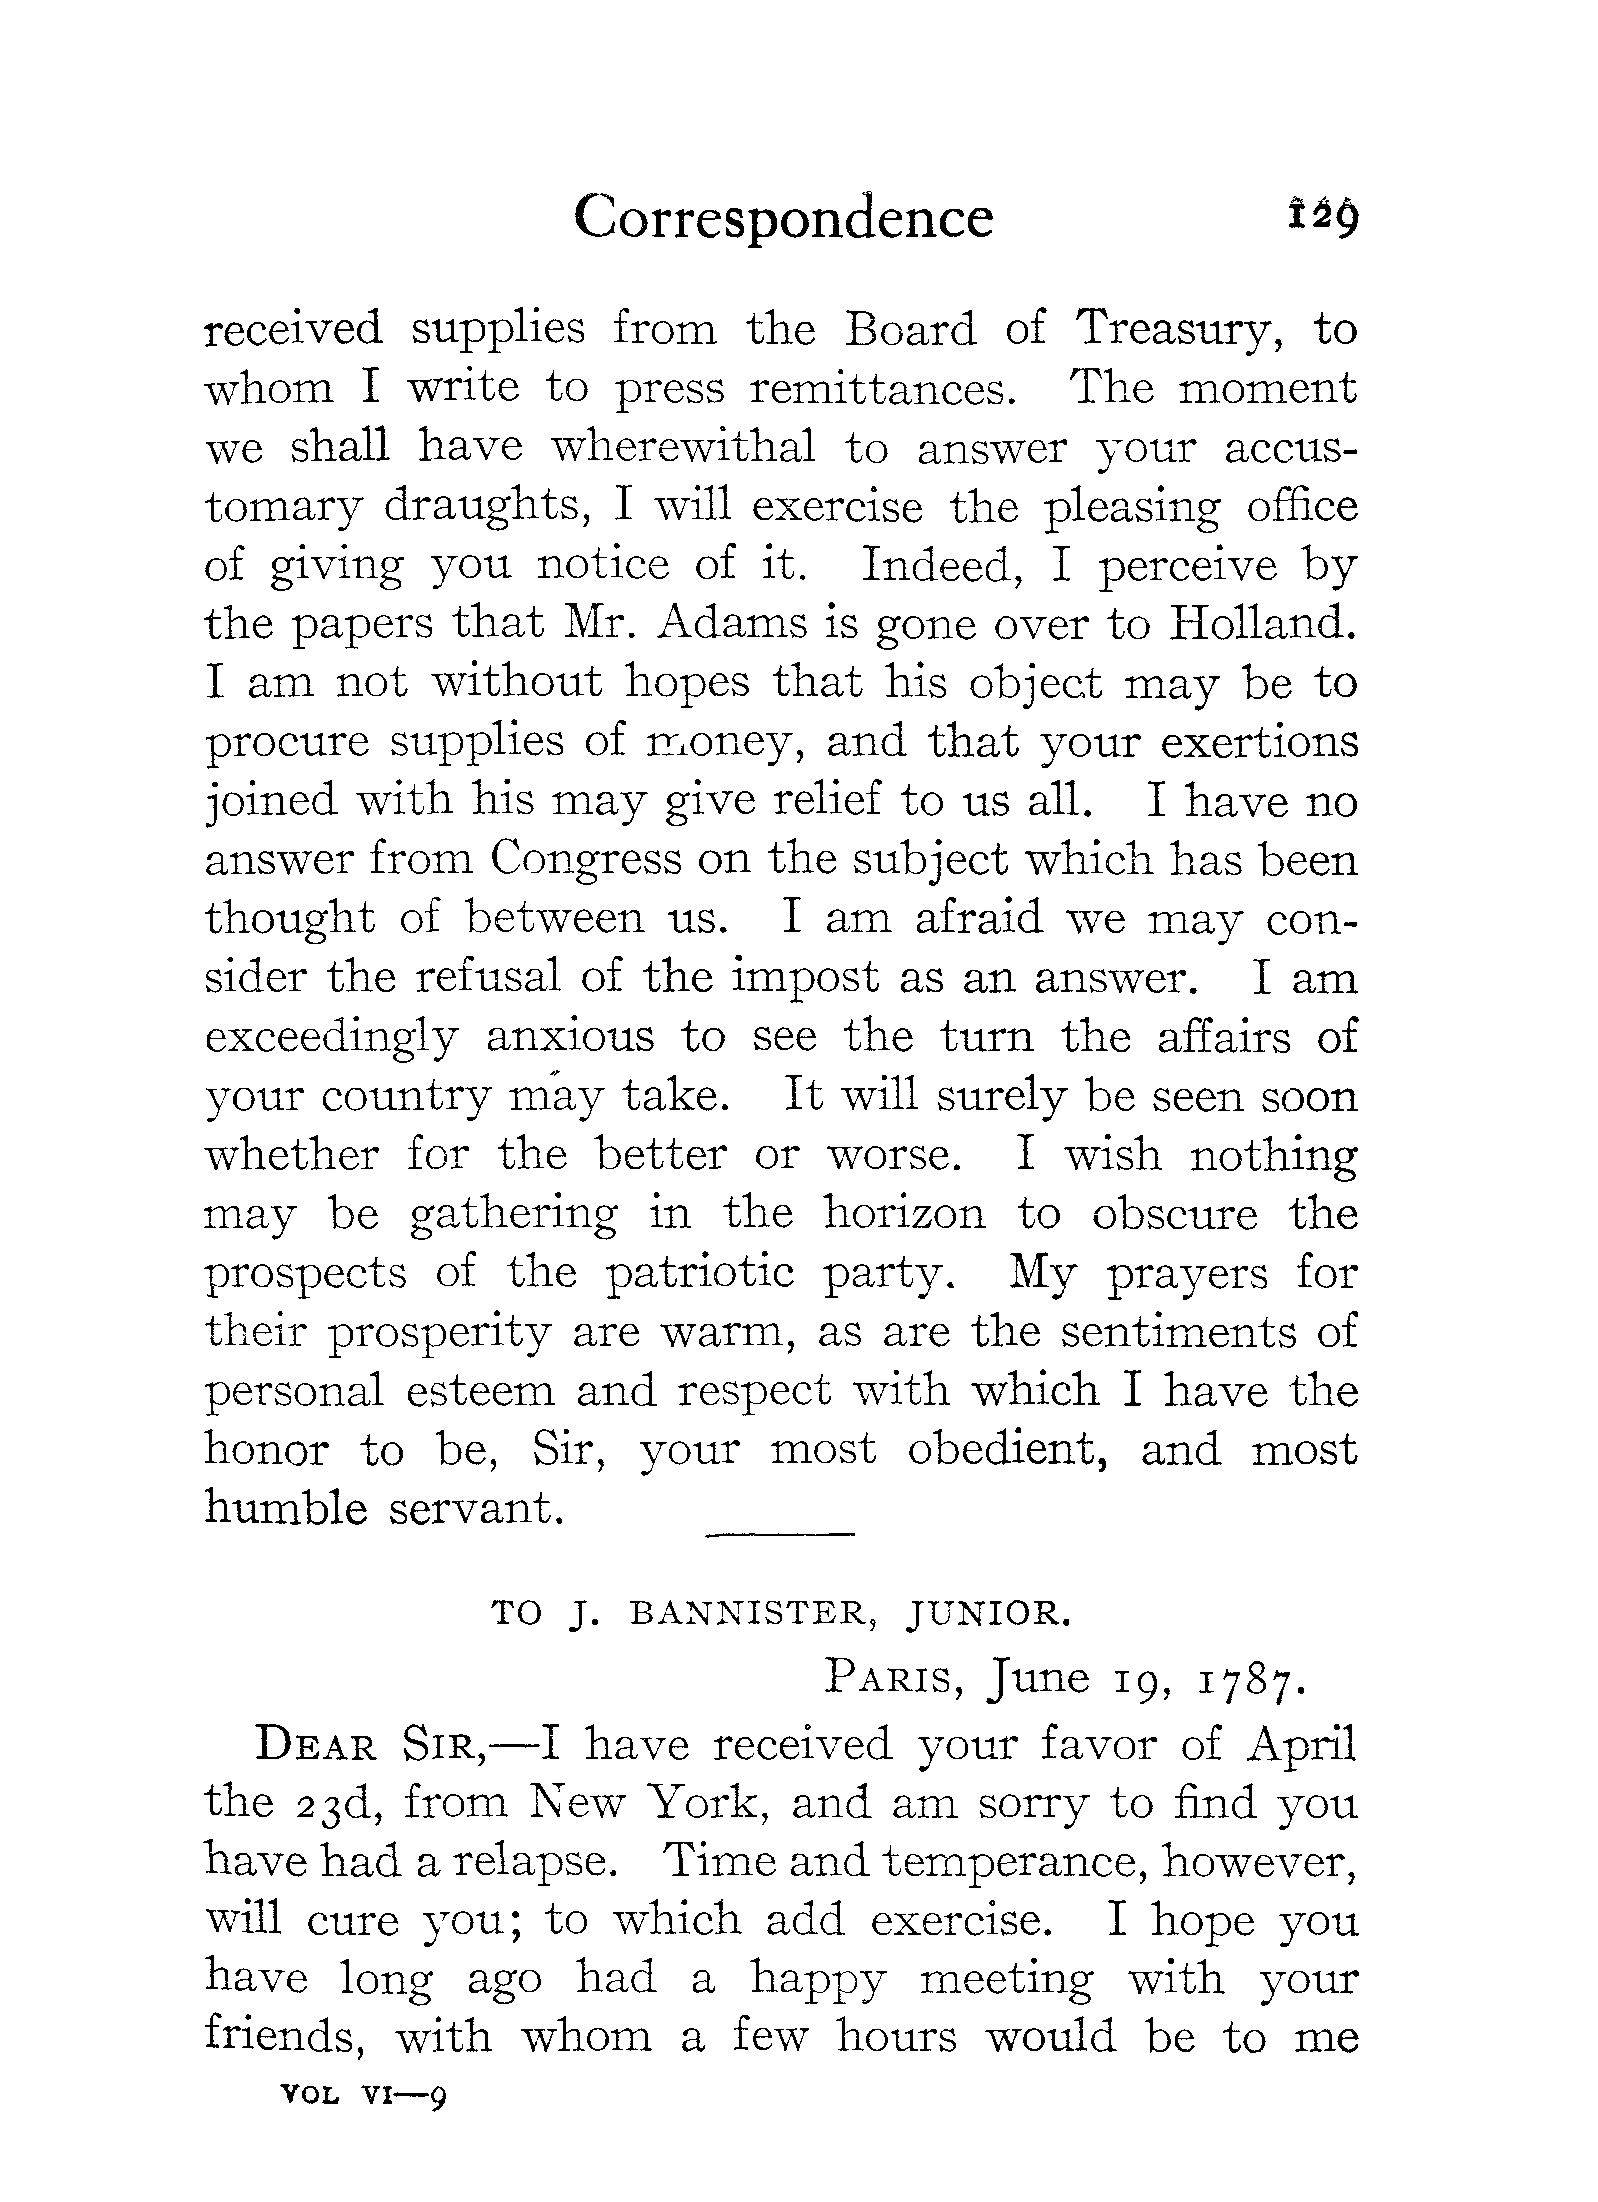 Correspondence 129
received supplies from the Board of Treasury, to
whom I write to press remittances. The moment
we shall have wherewithal to answer your accus-
tomary draughts, I will exercise the pleasing office
of giving you notice of it. Indeed, I perceive by
the papers that Mr. Adams is gone over to Holland.
I am not without hopes that his object may be to
procure supplies of money, and that your exertions
joined with his may give relief to us all. I have no
answer from Congress on the subject which has been
thought of between us. I am afraid we may con-
sider the refusal of the impost as an answer. I am
exceedingly anxious to see the turn the affairs of
your country may take. It will surely be seen soon
whether for the better or worse. I wish nothing
may be gathering in the horizon to obscure the
prospects of the patriotic party. My prayers for
their prosperity are warm, as are the sentiments of
personal esteem and respect with which I have the
honor to be, Sir, your most obedient, and most
humble servant.
TO J. BANNISTER, JUNIOR.
PARIS, June 19, 1787.
DEAR SIR,—I have received your favor of April
the 23d, from New York, and am sorry to find you
have had a relapse. Time and temperance, however,
will cure you; to which add exercise. I hope you
have long ago had a happy meeting with your
friends, with whom a few hours would be to me
VOL VI—9